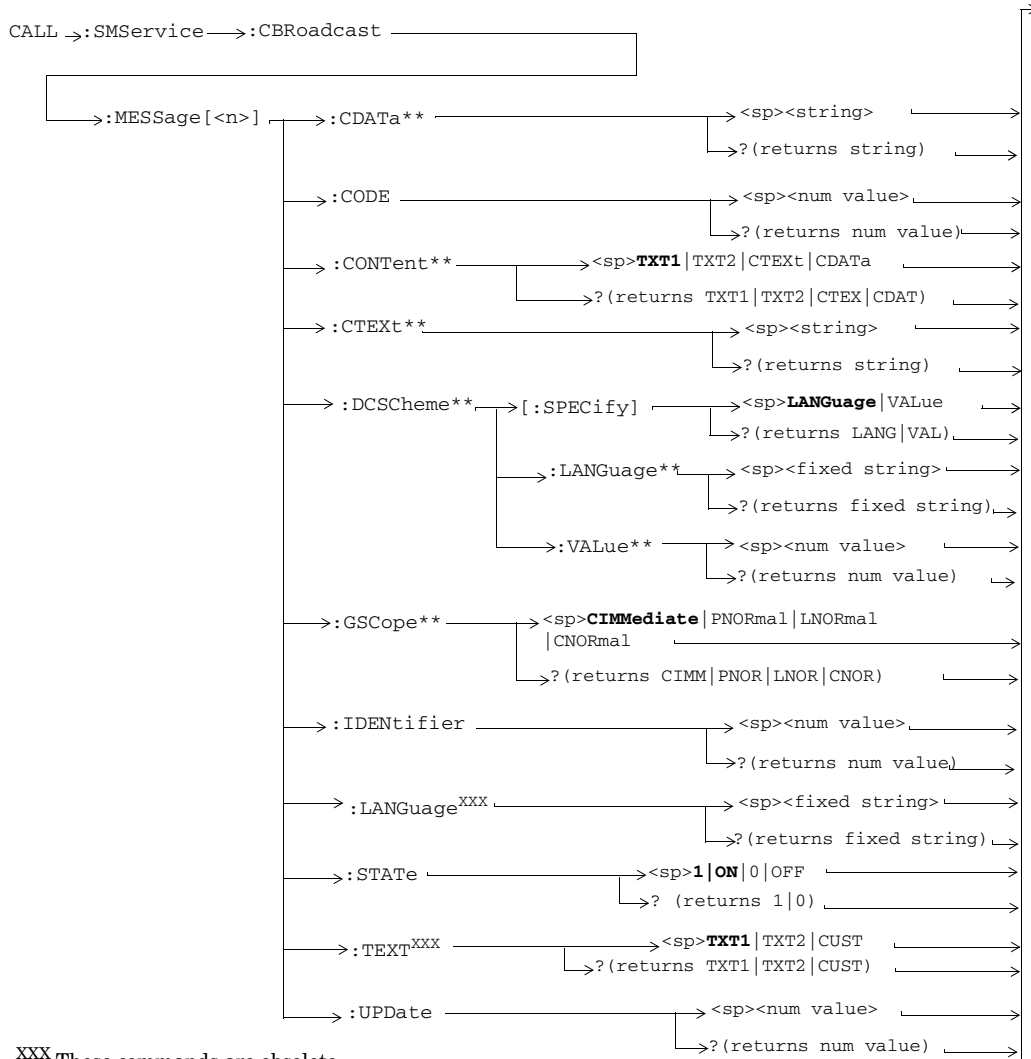 CALL :SMService :CBRoadcast
:MESSage[<n>] :CDATa** <sp><string>
?(returns string)
:CODE <sp><num value>
?(returns num value)
:CONTent** <sp>TXT1|TXT2|CTEXt|CDATa
?(returns TXT1|TXT2|CTEX|CDAT)
:CTEXt** <sp><string>
?(returns string)
:DCSCheme** [:SPECify] <sp>LANGuage|VALue
?(returns LANG|VAL)
:LANGuage** <sp><fixed string>
?(returns fixed string)
:VALue** <sp><num value>
?(returns num value)
:GSCope** <sp>CIMMediate|PNORmal|LNORmal
|CNORmal
?(returns CIMM|PNOR|LNOR|CNOR)
:IDENtifier <sp><num value>
?(returns num value)
:LANGuageXXX <sp><fixed string>
?(returns fixed string)
:STATe <sp>1|ON|0|OFF
? (returns 1|0)
:TEXTXXX <sp>TXT1|TXT2|CUST
?(returns TXT1|TXT2|CUST)
:UPDate <sp><num value>
?(returns num value)
XXX These commands are obsolete